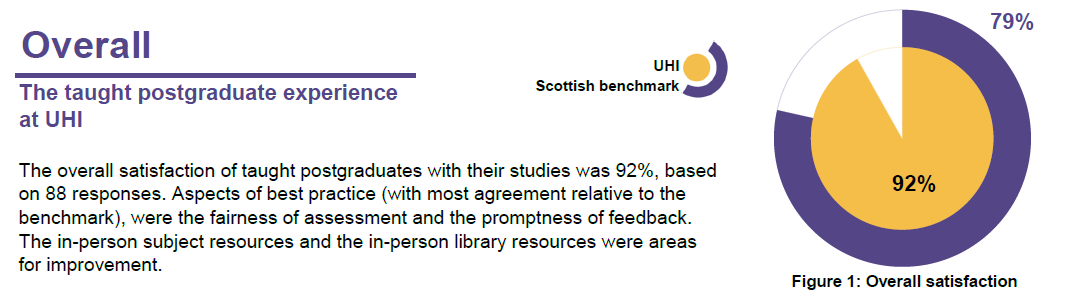 Overall
The taught postgraduate experience
at UHI
The overall satisfaction of taught postgraduates with their studies was 92%, based
on 88 responses. Aspects of best practice (with most agreement relative to the
benchmark), were the fairness of assessment and the promptness of feedback.
The in-person subject resources and the in-person library resources were areas
for improvement.
UHI
Scottish benchmark
79%
92%
Figure 1: Overall satisfaction